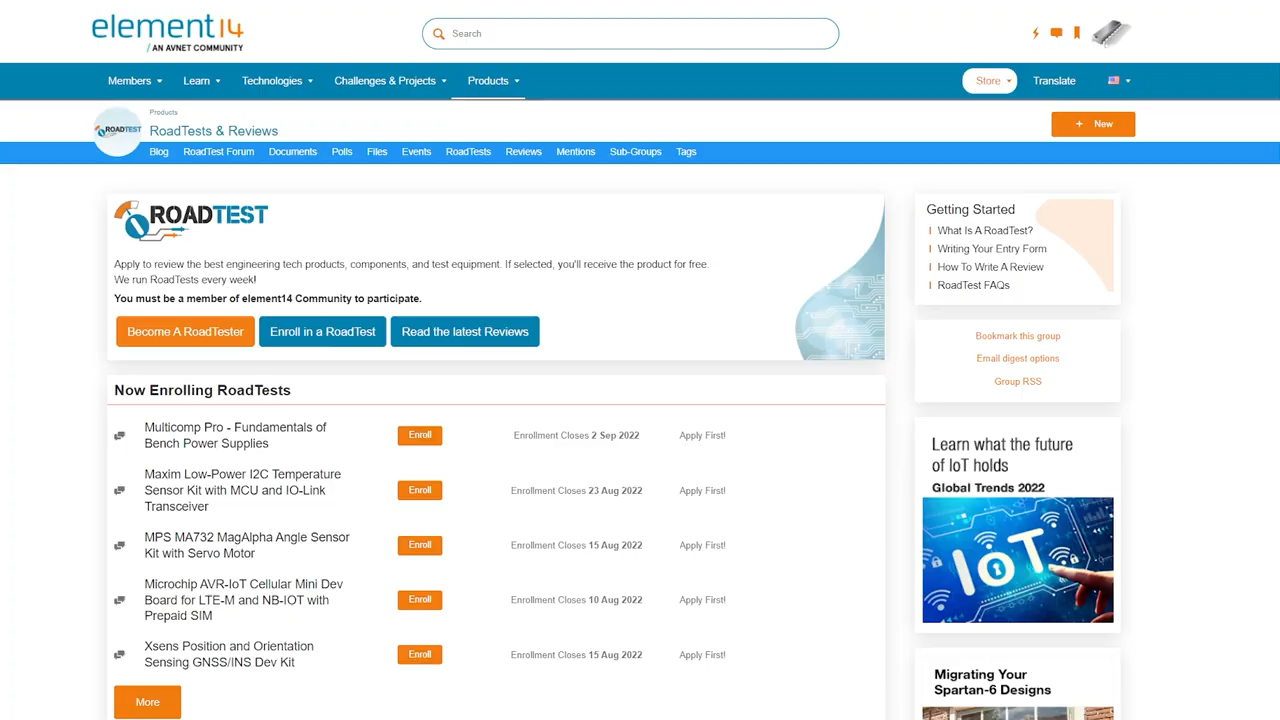 element14
/ AN AVNET COMMUNITY
Search
Members
Learn
Technologies
Challenges & Projects
Products
Store
Translate
Products
RoadTests & Reviews
+ New
ROADTEST
Blog
RoadTest Forum
Documents
Polls
Files
Events
RoadTests
Reviews
Mentions
Sub-Groups
Tags
ROADTEST
Apply to review the best engineering tech products, components, and test equipment. If selected, you'll receive the product for free.
We run RoadTests every week!
You must be a member of element14 Community to participate.
Become A RoadTester
Enroll in a RoadTest
Read the latest Reviews
Now Enrolling RoadTests
Multicomp Pro - Fundamentals of
Bench Power Supplies
Enroll
Enrollment Closes 2 Sep 2022
Apply First!
Maxim Low-Power I2C Temperature
Sensor Kit with MCU and IO-Link
Transceiver
Enroll
Enrollment Closes 23 Aug 2022
Apply First!
MPS MA732 MagAlpha Angle Sensor
Kit with Servo Motor
Enroll
Enrollment Closes 15 Aug 2022
Apply First!
Microchip AVR-IoT Cellular Mini Dev
Board for LTE-M and NB-IOT with
Prepaid SIM
Enroll
Enrollment Closes 10 Aug 2022
Apply First!
Xsens Position and Orientation
Sensing GNSS/INS Dev Kit
Enroll
Enrollment Closes 15 Aug 2022
Apply First!
More
Getting Started
What Is A RoadTest?
Writing Your Entry Form
How To Write A Review
RoadTest FAQs
Bookmark this group
Email digest options
Group RSS
Learn what the future
of IoT holds
Global Trends 2022
IoT
Migrating Your
Spartan-6 Designs